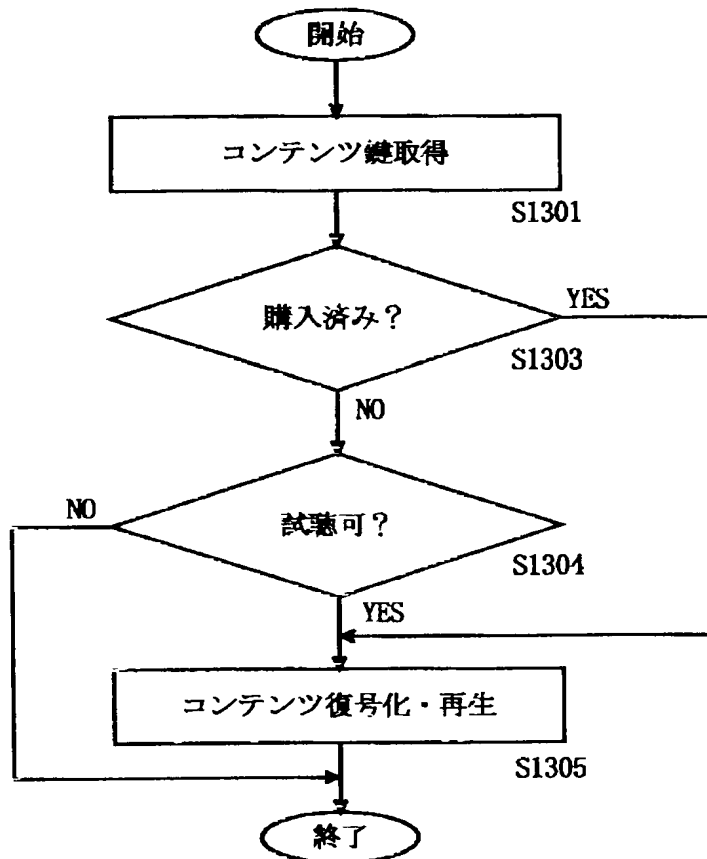 開始
コンテンツ鍵取得
S1301
購入済み?
YES
S1303
NO
NO
試聴可?
S1304
YES
コンテンツ復号化・再生
S1305
終了